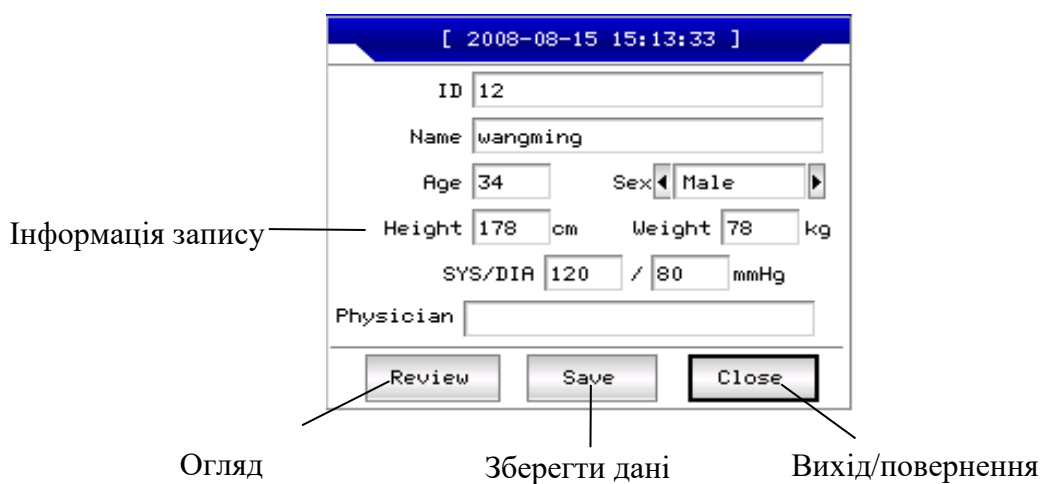 [ 2008-08-15 15:13:33 ]
ID 12
Name wangming
Age 34 Sex Male
Інформація запису Height 178 cm Weight 78 kg
SYS/DIA 120 / 80 mmHg
Physician
Review Save Close
Огляд Зберегти дані Вихід/повернення